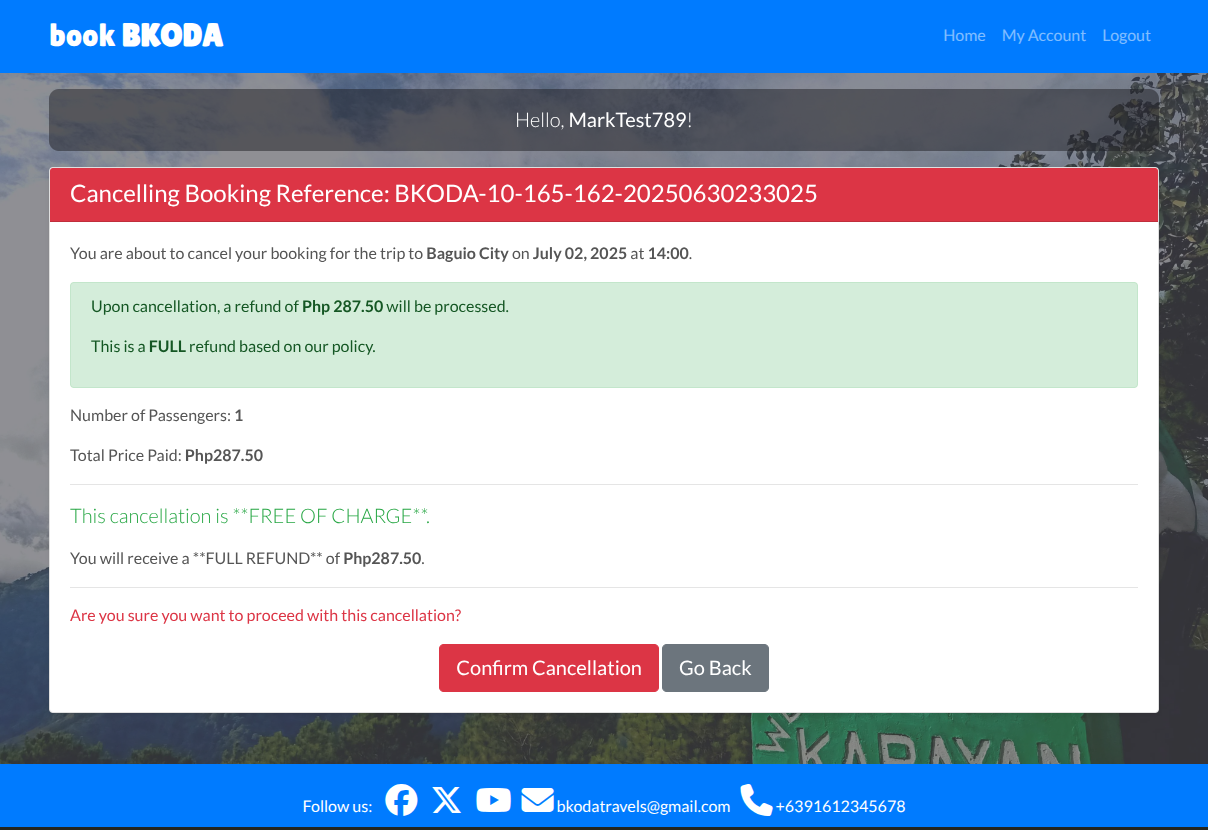 book BKODA
Home My Account Logout
Hello, MarkTest789!
Cancelling Booking Reference: BKODA-10-165-162-20250630233025
You are about to cancel your booking for the trip to Baguio City on July 02, 2025 at 14:00.
Upon cancellation, a refund of Php 287.50 will be processed.
This is a FULL refund based on our policy.
Number of Passengers: 1
Total Price Paid: Php287.50
This cancellation is **FREE OF CHARGE**.
You will receive a **FULL REFUND** of Php287.50.
Are you sure you want to proceed with this cancellation?
Confirm Cancellation Go Back
KABAYAN
Follow us: bkodatravels@gmail.com +6391612345678